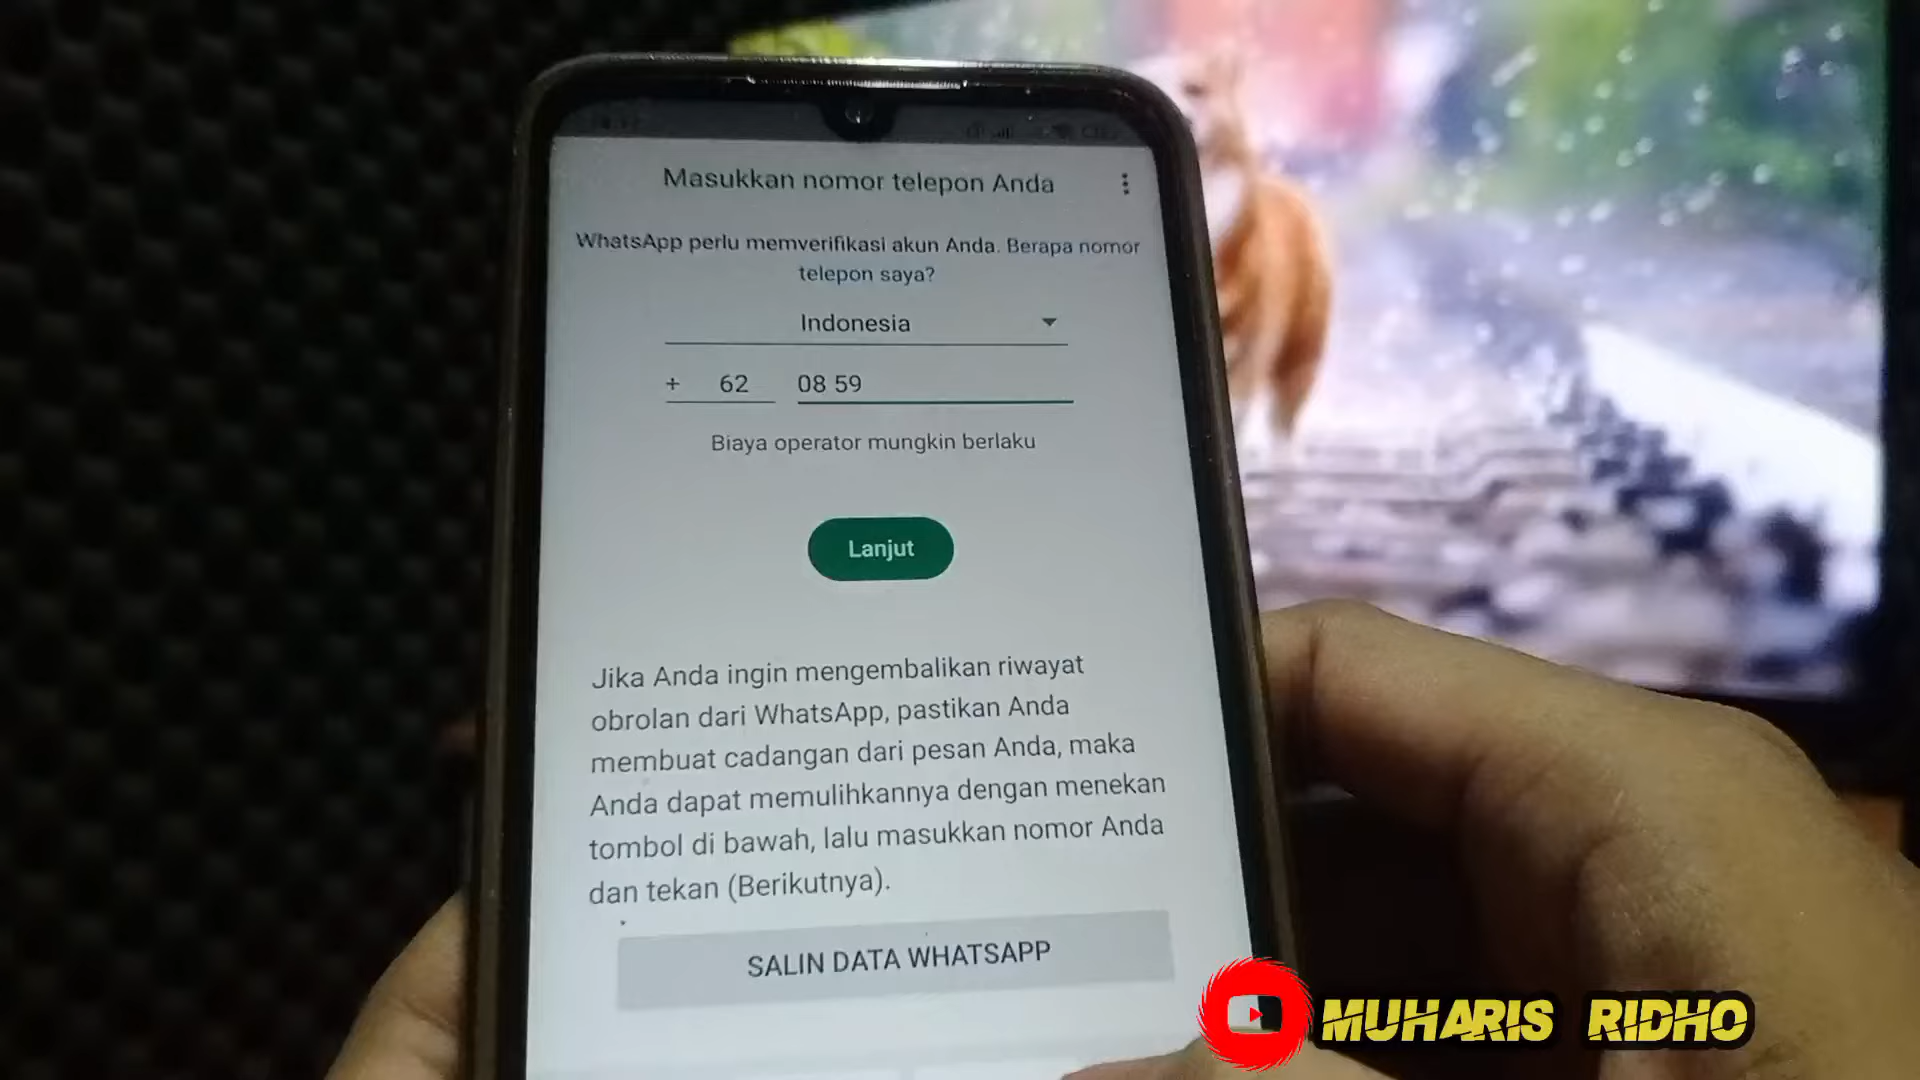 Masukkan nomor telepon Anda
WhatsApp perlu memverifikasi akun Anda. Berapa nomor
telepon saya?
Indonesia
+ 62 08 59
Biaya operator mungkin berlaku
Lanjut
Jika Anda ingin mengembalikan riwayat
obrolan dari WhatsApp, pastikan Anda
membuat cadangan dari pesan Anda, maka
Anda dapat memulihkannya dengan menekan
tombol di bawah, lalu masukkan nomor Anda
dan tekan (Berikutnya).
SALIN DATA WHATSAPP
MUHARIS RIDHO